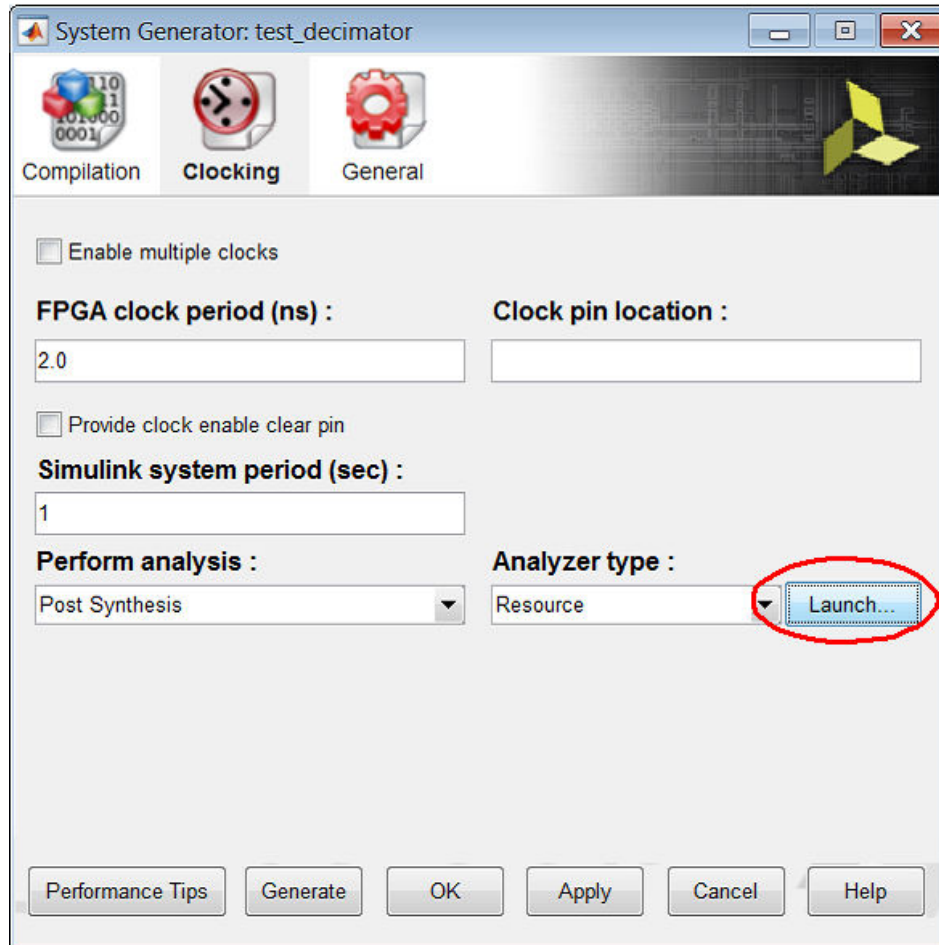 System Generator: test_decimator
Compilation
Clocking
General
Enable multiple clocks
FPGA clock period (ns) :
Clock pin location :
2.0
Provide clock enable clear pin
Simulink system period (sec) :
1
Perform analysis :
Analyzer type :
Post Synthesis
Resource
Launch...
Performance Tips
Generate
OK
Apply
Cancel
Help